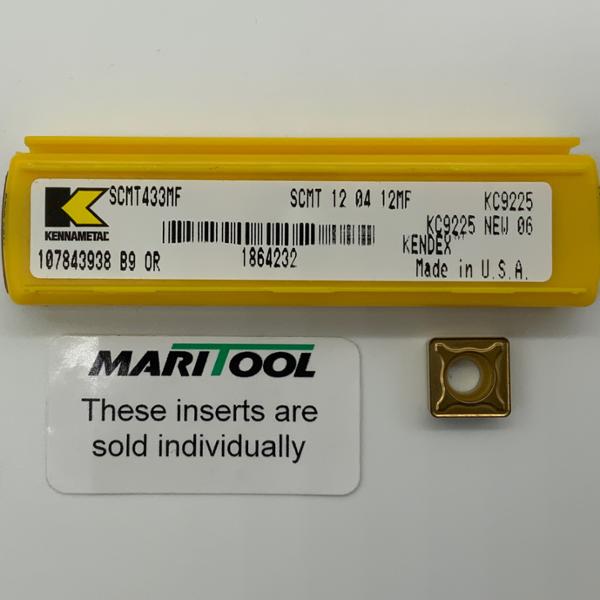 SCMT433MF SCMT 12 04 12MF KC9225
KC9225 NEW 06
KENNAMETAL KENDEX™
107843938 B9 OR 1864232 Made in U.S.A.
MARITOOL
These inserts are
sold individually